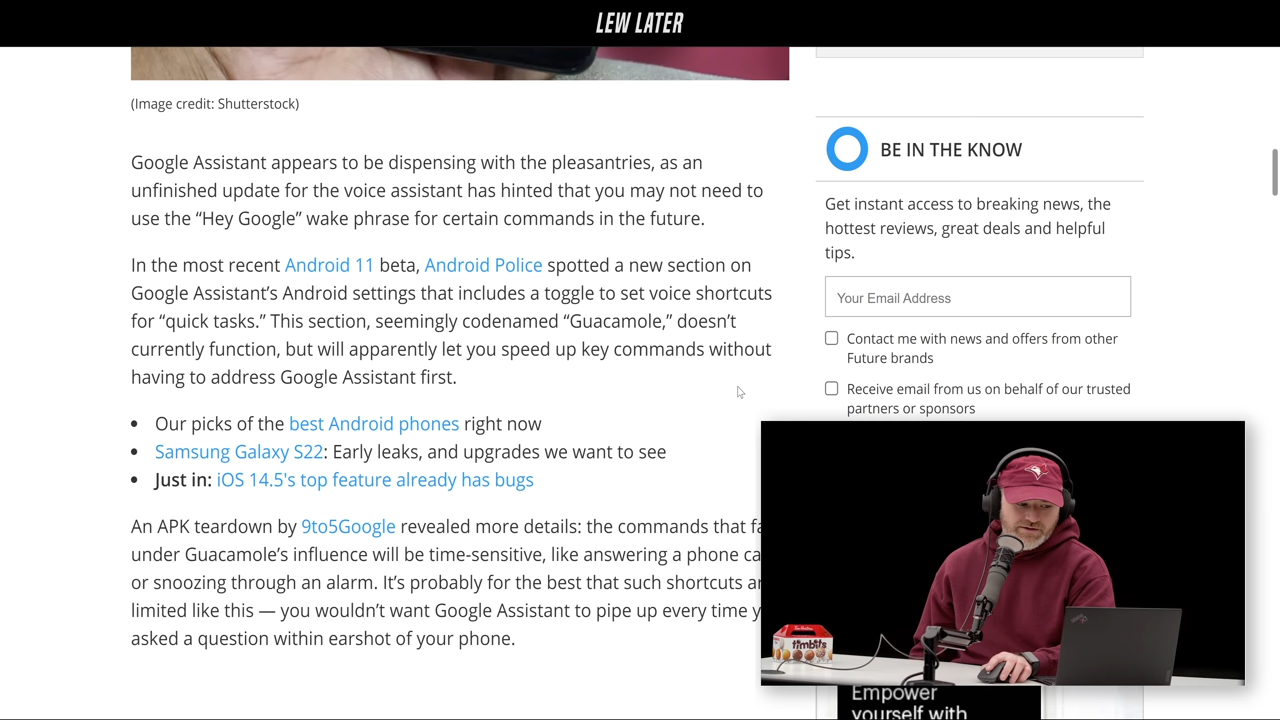 LEW LATER
(Image credit: Shutterstock)
Google Assistant appears to be dispensing with the pleasantries, as an
unfinished update for the voice assistant has hinted that you may not need to
use the “Hey Google” wake phrase for certain commands in the future.
In the most recent Android 11 beta, Android Police spotted a new section on
Google Assistant’s Android settings that includes a toggle to set voice shortcuts
for “quick tasks.” This section, seemingly codenamed “Guacamole,” doesn’t
currently function, but will apparently let you speed up key commands without
having to address Google Assistant first.
• Our picks of the best Android phones right now
• Samsung Galaxy S22: Early leaks, and upgrades we want to see
• Just in: iOS 14.5's top feature already has bugs
An APK teardown by 9to5Google revealed more details: the commands that
under Guacamole’s influence will be time-sensitive, like answering a phone
or snoozing through an alarm. It’s probably for the best that such shortcuts
limited like this — you wouldn’t want Google Assistant to pipe up every time
asked a question within earshot of your phone.
BE IN THE KNOW
Get instant access to breaking news, the
hottest reviews, great deals and helpful
tips.
Your Email Address
Contact me with news and offers from other
Future brands
Receive email from us on behalf of our trusted
partners or sponsors
timbits
Empower
yourself with